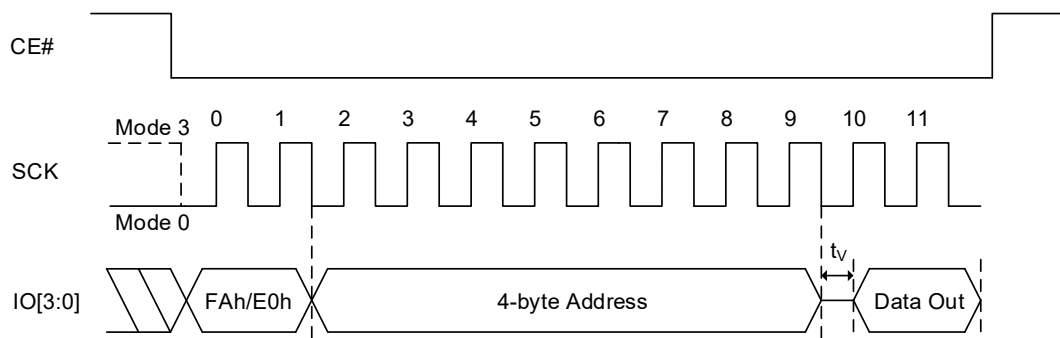 CE#
Mode 3
0 1 2 3 4 5 6 7 8 9 10 11
SCK
Mode 0
tV
IO[3:0]
FAh/E0h
4-byte Address
Data Out